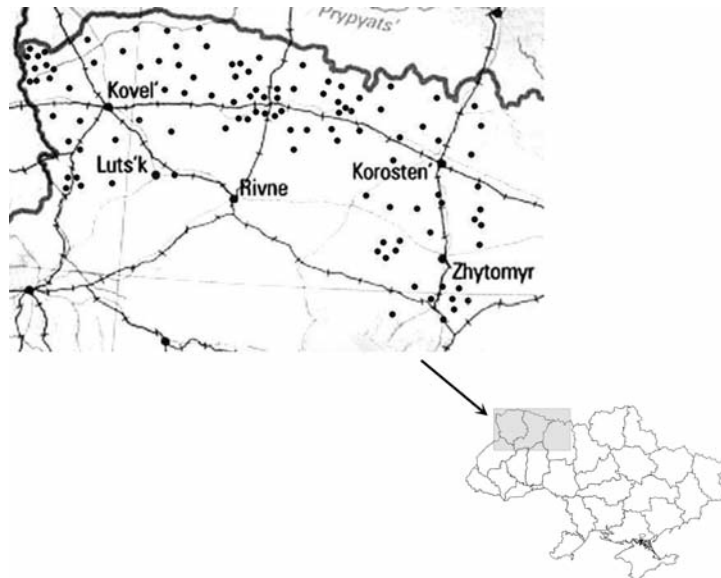 Prypyats'
Kovel'
Luts'k
Korosten'
Rivne
Zhytomyr